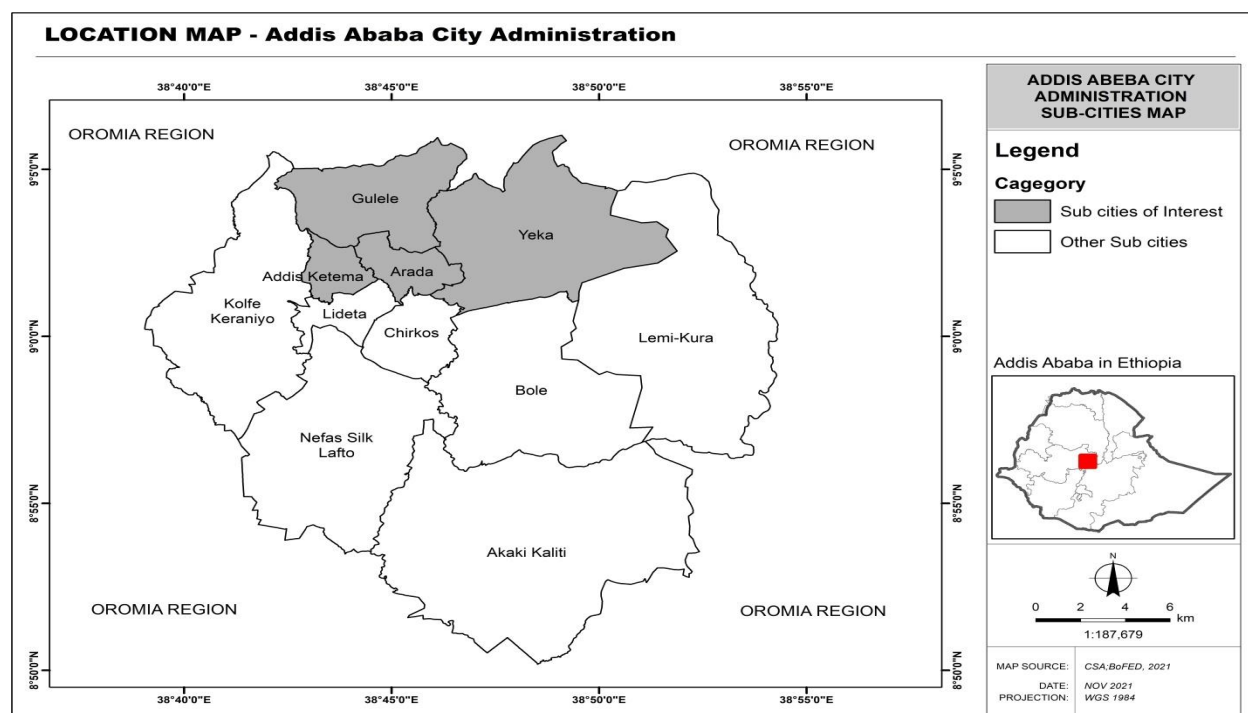 LOCATION MAP - Addis Ababa City Administration
38°40'0"E
38°45'0"E
38°50'0"E
38°55'0"E
OROMIA REGION
OROMIA REGION
9°5'0"N
9°5'0"N
Gulele
Yeka
Addis Ketema
Arada
Kolfe
Keraniyo
Lideta
Chirkos
Lemi-Kura
9°0'0"N
9°0'0"N
Bole
Nefas Silk
Lafto
8°55'0"N
8°55'0"N
Akaki Kaliti
OROMIA REGION
OROMIA REGION
8°50'0"N
8°50'0"N
38°40'0"E
38°45'0"E
38°50'0"E
38°55'0"E
ADDIS ABEBA CITY
ADMINISTRATION
SUB-CITIES MAP
Legend
Cagegory
Sub cities of Interest
Other Sub cities
Addis Ababa in Ethiopia
N
0 2 4 6
km
1:187,679
MAP SOURCE: CSA;BoFED, 2021
DATE: NOV 2021
PROJECTION: WGS 1984